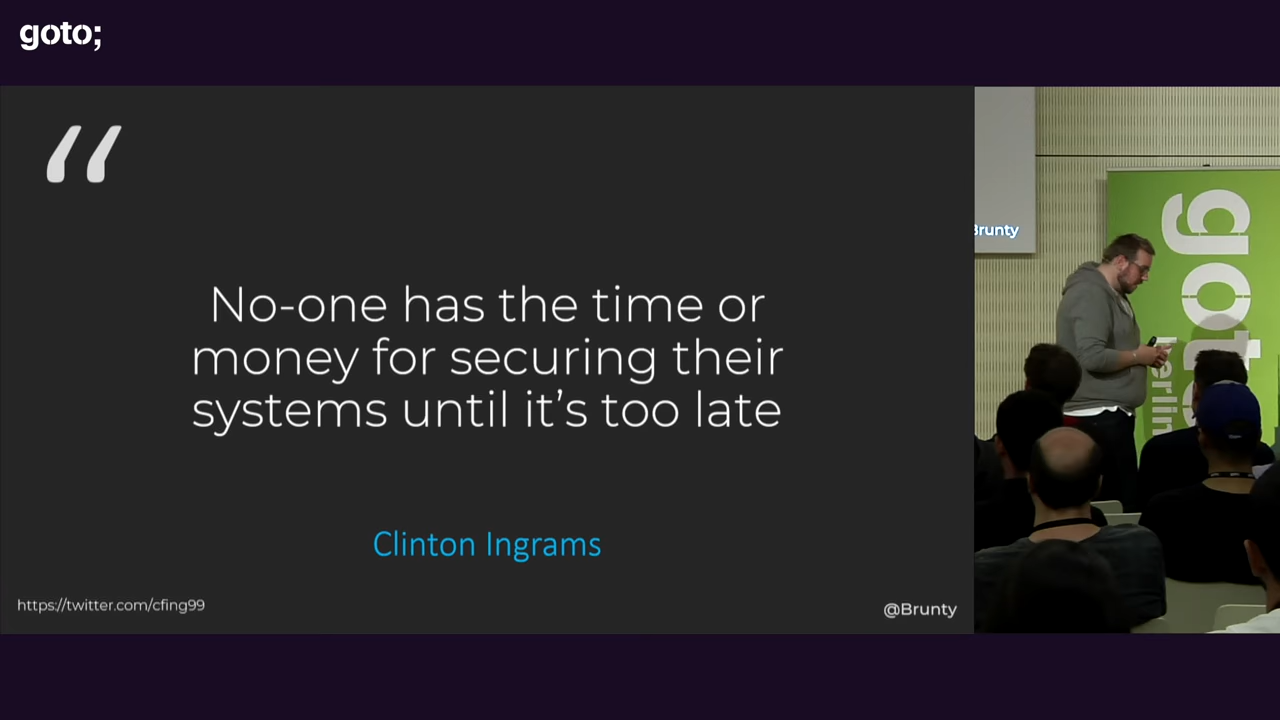 goto;
“
No-one has the time or
money for securing their
systems until it’s too late
Clinton Ingrams
https://twitter.com/cfing99
@Brunty
Brunty
goto
Berlin